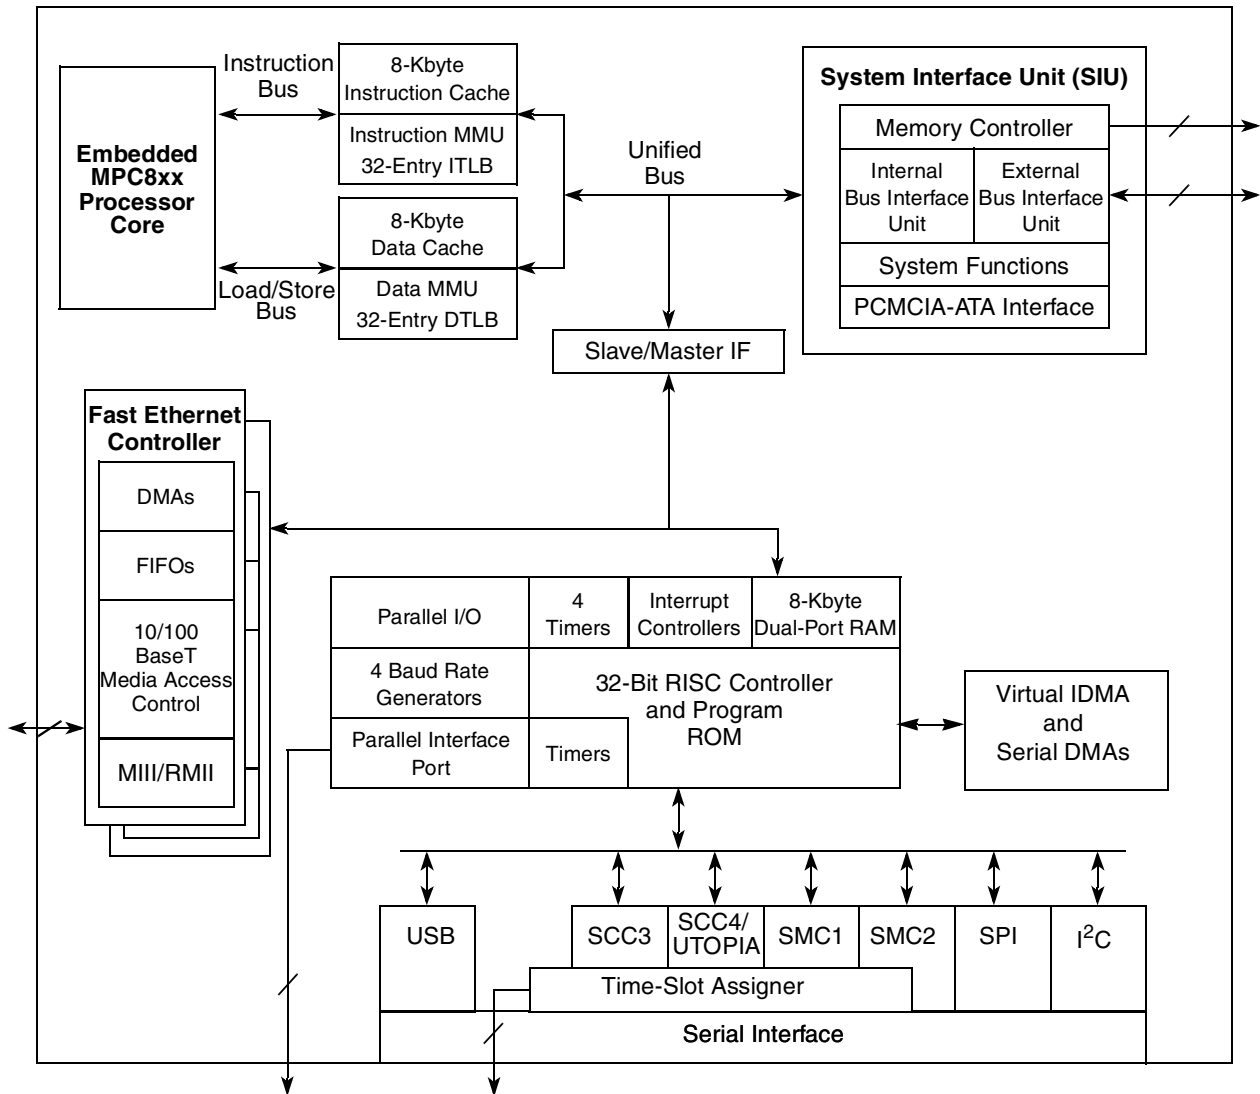 Instruction
Bus
8-Kbyte
Instruction Cache
Instruction MMU
32-Entry ITLB
Embedded
MPC8xx
Processor
Core
8-Kbyte
Data Cache
Load/Store
Bus
Data MMU
32-Entry DTLB
Unified
Bus
System Interface Unit (SIU)
Memory Controller
Internal
Bus Interface
Unit
External
Bus Interface
Unit
System Functions
PCMCIA-ATA Interface
Slave/Master IF
Fast Ethernet
Controller
DMAs
FIFOs
10/100
BaseT
Media Access
Control
MIII/RMII
Parallel I/O
4
Timers
Interrupt
Controllers
8-Kbyte
Dual-Port RAM
4 Baud Rate
Generators
32-Bit RISC Controller
and Program
ROM
Parallel Interface
Port
Timers
Virtual IDMA
and
Serial DMAs
USB
SCC3
SCC4/
UTOPIA
SMC1
SMC2
SPI
I²C
Time-Slot Assigner
Serial Interface